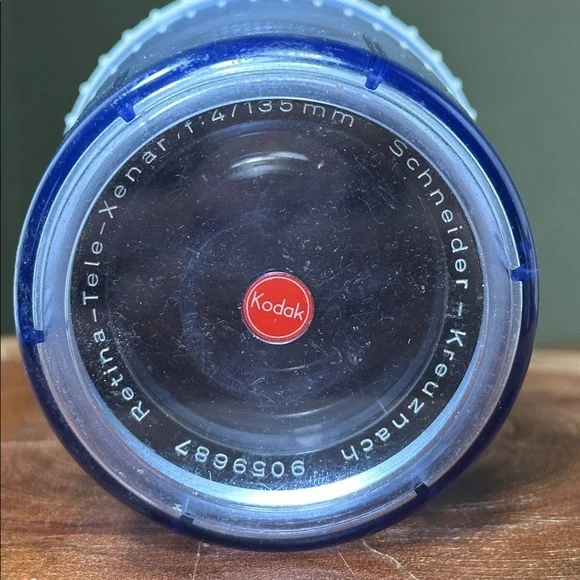 Retina-Tele-Xenar, f:4/135mm Schneider - Kreuznach 9059687
Kodak